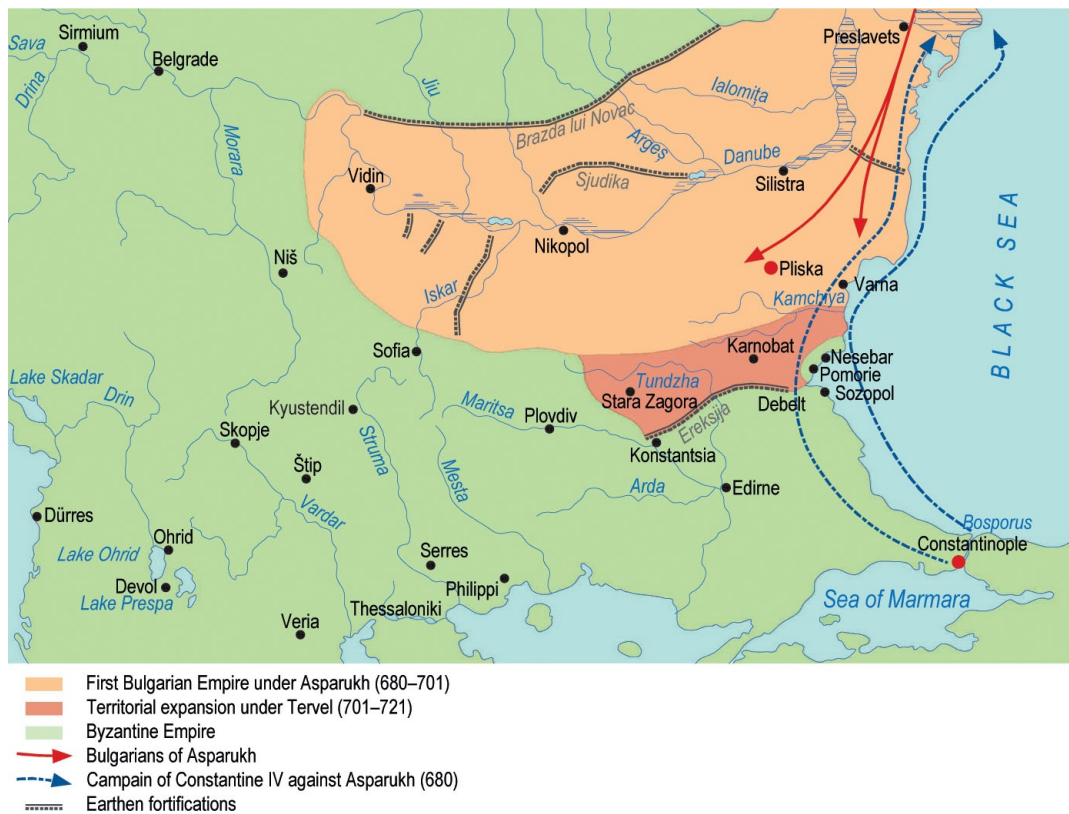 Sirmium
Sava
Belgrade
Drina
Morara
Jiu
Preslavets
Ialomița
Brazda lui Novac
Argeș
Danube
Sjudika
Silistra
Vidin
Nikopol
Niš
Iskar
Pliska
Varna
Kamchiya
BLACK SEA
Sofia
Karnobat
Nesebar
Pomorie
Sozopol
Tundzha
Stara Zagora
Debelt
Ereksija
Lake Skadar
Drin
Kyustendil
Maritsa
Plovdiv
Skopje
Struma
Konstantsia
Štip
Mesta
Arda
Edirne
Vardar
Dürres
Ohrid
Lake Ohrid
Devol
Lake Prespa
Serres
Philippi
Thessaloniki
Veria
Bosporus
Constantinople
Sea of Marmara
First Bulgarian Empire under Asparukh (680–701)
Territorial expansion under Tervel (701–721)
Byzantine Empire
Bulgarians of Asparukh
Campain of Constantine IV against Asparukh (680)
Earthen fortifications